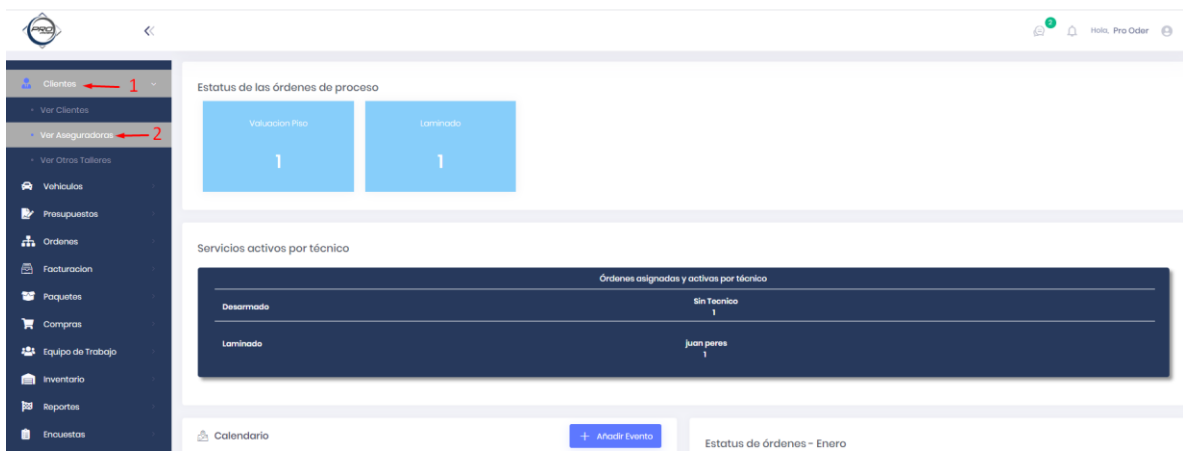 PRO
2
Hola, Pro Oder
Clientes 1
Ver Clientes
Ver Aseguradoras 2
Ver Otros Talleres
Vehiculos
Presupuestos
Ordenes
Facturacion
Paquetes
Compras
Equipo de Trabajo
Inventario
Reportes
Encuestas
Estatus de las órdenes de proceso
Valuacion Piso
1
Laminado
1
Servicios activos por técnico
Órdenes asignadas y activas por técnico
Desarmado
Sin Tecnico
1
Laminado
juan peres
1
Calendario
+ Añadir Evento
Estatus de órdenes - Enero